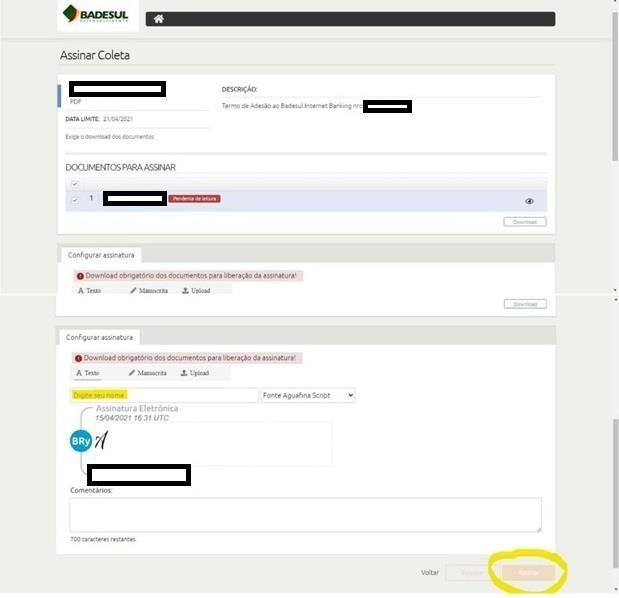 BADESUL
DESENVOLVIMENTO
Assinar Coleta
PDF
DATA LIMITE: 21/04/2021
Exige o download dos documentos
DESCRIÇÃO:
Termo de Adesão ao Badesul Internet Banking nro
DOCUMENTOS PARA ASSINAR
1 Pendente de leitura
Download
Configurar assinatura
Download obrigatório dos documentos para liberação da assinatura!
A Texto Manuscrita Upload
Download
Configurar assinatura
Download obrigatório dos documentos para liberação da assinatura!
A Texto Manuscrita Upload
Digite seu nome Fonte Aguafina Script
Assinatura Eletrônica
15/04/2021 16:31 UTC
BRy A
Comentários:
700 caracteres restantes.
Voltar Rejeitar Assinar